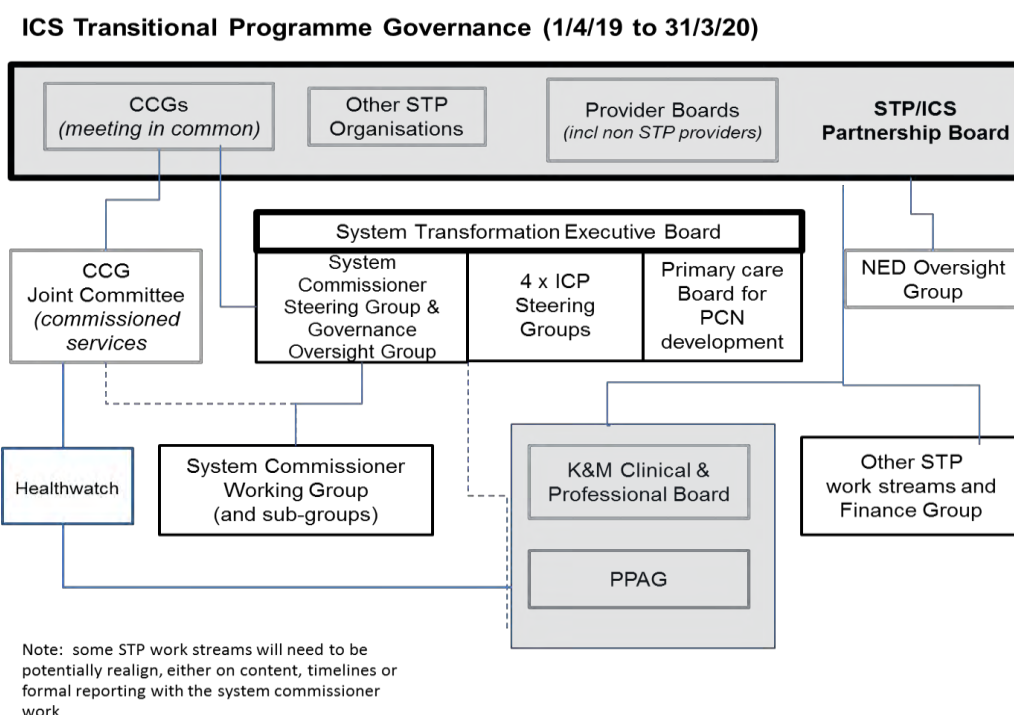 ICS Transitional Programme Governance (1/4/19 to 31/3/20)
CCGs
(meeting in common)
Other STP
Organisations
Provider Boards
(incl non STP providers)
STP/ICS
Partnership Board
System Transformation Executive Board
CCG
Joint Committee
(commissioned
services
System
Commissioner
Steering Group &
Governance
Oversight Group
4 x ICP
Steering
Groups
Primary care
Board for
PCN
development
NED Oversight
Group
Healthwatch
System Commissioner
Working Group
(and sub-groups)
K&M Clinical &
Professional Board
PPAG
Other STP
work streams and
Finance Group
Note: some STP work streams will need to be
potentially realign, either on content, timelines or
formal reporting with the system commissioner
work